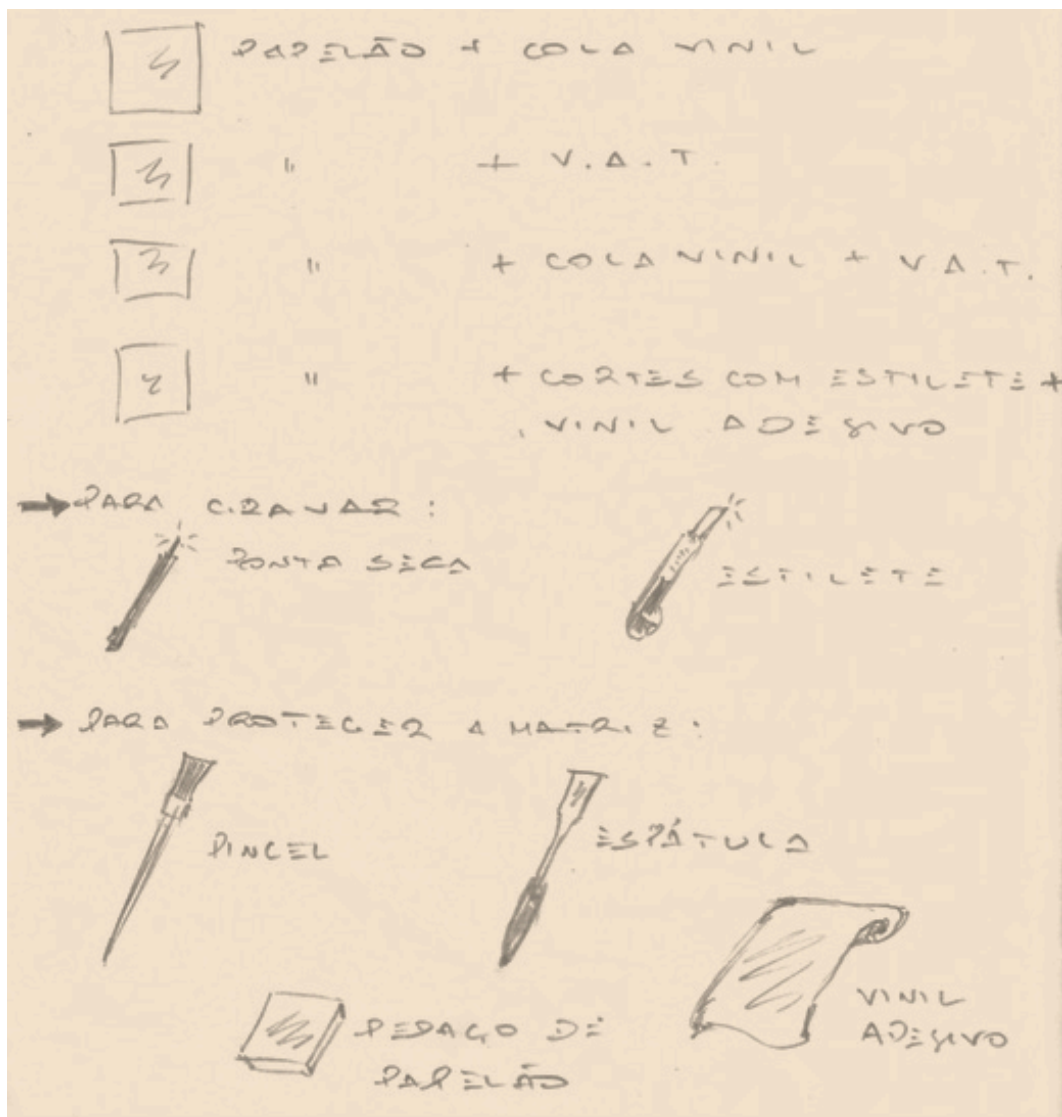 PAPELÃO + COLA VINIL
" + V.A.T.
" + COLA VINIL + V.A.T.
" + CORTES COM ESTILETE +
VINIL ADESIVO
PARA GRAVAR:
PONTA SECA ESTILETE
PARA PROTEGER A MATRIZ:
PINCEL ESPÁTULA
VINIL
ADESIVO
PEDAÇO DE
PAPELÃO